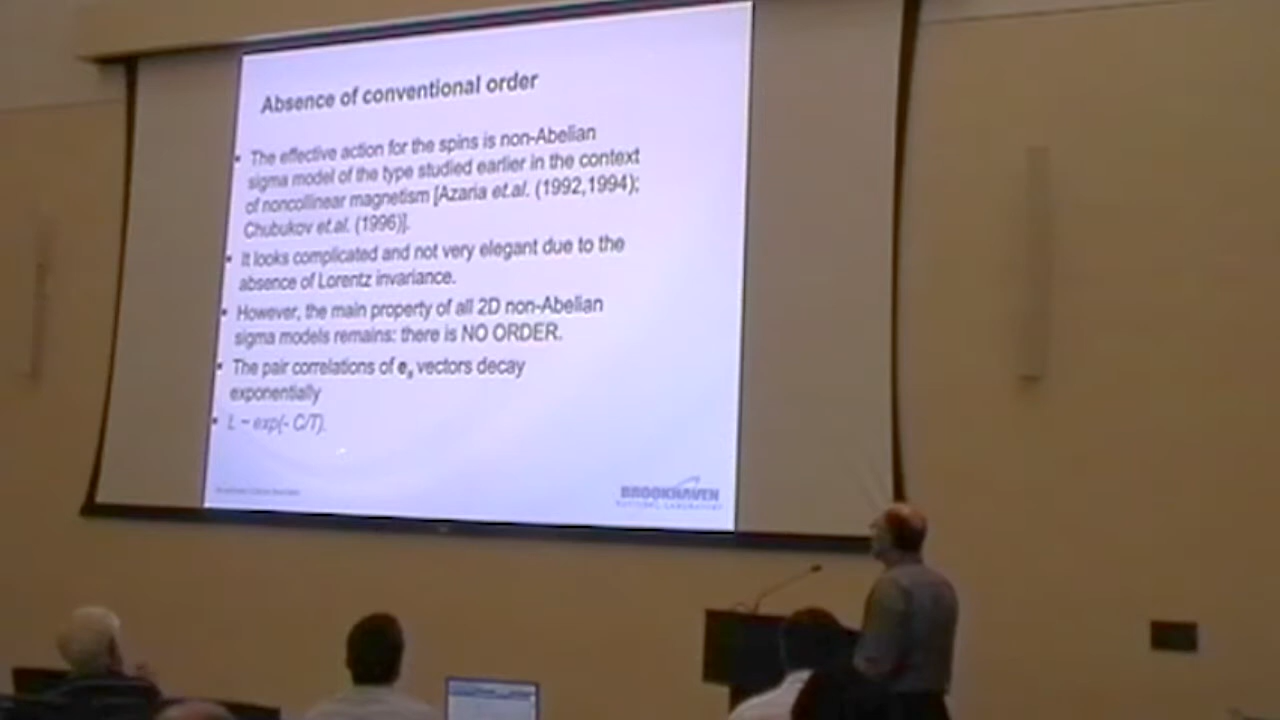 Absence of conventional order
• The effective action for the spins is non-Abelian
sigma model of the type studied earlier in the context
of noncollinear magnetism [Azaria et.al. (1992,1994);
Chubukov et.al. (1996)].
• It looks complicated and not very elegant due to the
absence of Lorentz invariance.
• However, the main property of all 2D non-Abelian
sigma models remains: there is NO ORDER.
• The pair correlations of e vectors decay
exponentially
• L ~ exp(- C/T).
BROOKHAVEN
NATIONAL LABORATORY